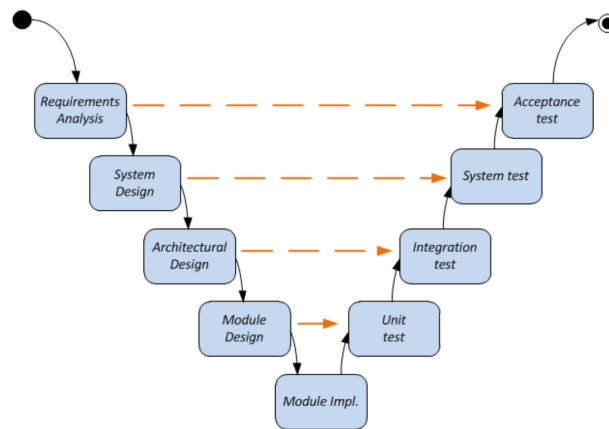 Requirements
Analysis
Acceptance
test
System
Design
System test
Architectural
Design
Integration
test
Module
Design
Unit
test
Module Impl.